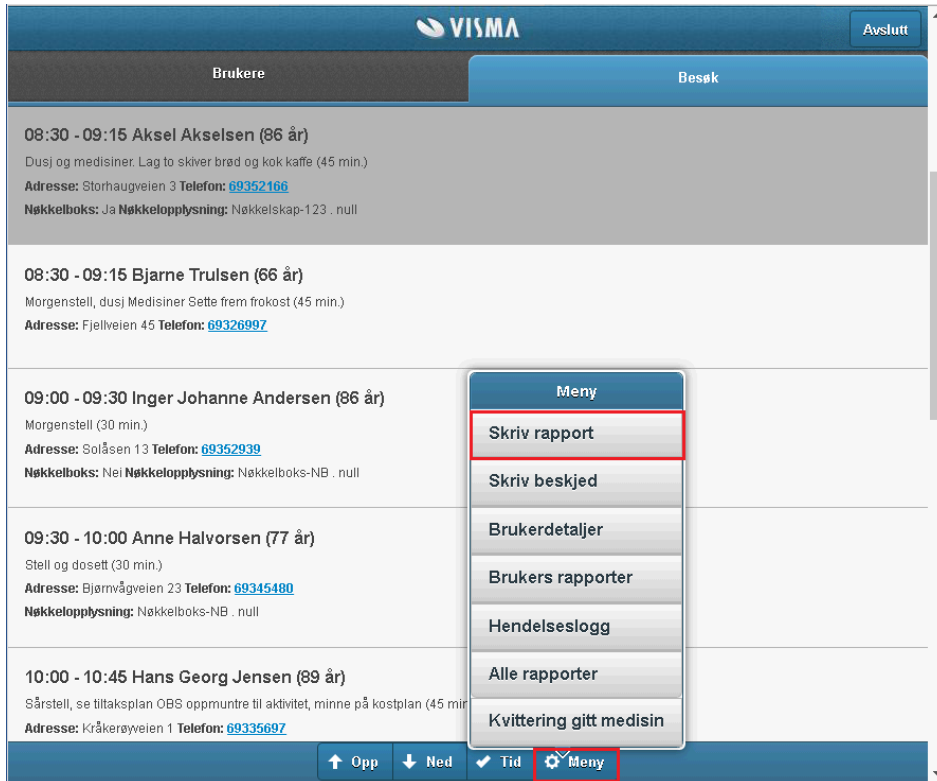 VISMA
Avslutt
Brukere
Besøk
08:30 - 09:15 Aksel Akselsen (86 år)
Dusj og medisiner. Lag to skiver brød og kok kaffe (45 min.)
Adresse: Storhaugveien 3 Telefon: 69352166
Nøkkelboks: Ja Nøkkelopplysning: Nøkkelskap-123 . null
08:30 - 09:15 Bjarne Trulsen (66 år)
Morgenstell, dusj Medisiner Sette frem frokost (45 min.)
Adresse: Fjellveien 45 Telefon: 69326997
09:00 - 09:30 Inger Johanne Andersen (86 år)
Morgenstell (30 min.)
Adresse: Solåsen 13 Telefon: 69352939
Nøkkelboks: Nei Nøkkelopplysning: Nøkkelboks-NB . null
09:30 - 10:00 Anne Halvorsen (77 år)
Stell og dosett (30 min.)
Adresse: Bjørnvågveien 23 Telefon: 69345480
Nøkkelopplysning: Nøkkelboks-NB . null
10:00 - 10:45 Hans Georg Jensen (89 år)
Sårstell, se tiltaksplan OBS oppmuntre til aktivitet, minne på kostplan (45 min
Adresse: Kråkerøyveien 1 Telefon: 69335697
Meny
Skriv rapport
Skriv beskjed
Brukerdetaljer
Brukers rapporter
Hendelseslogg
Alle rapporter
Kvittering gitt medisin
Opp Ned Tid Meny